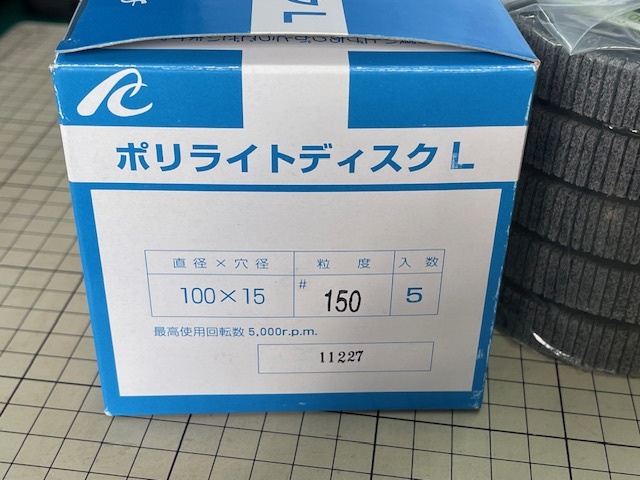 ポリライトディスクL
直径×穴径 粒度 入数
100×15 #150 5
最高使用回転数 5,000r.p.m.
11227